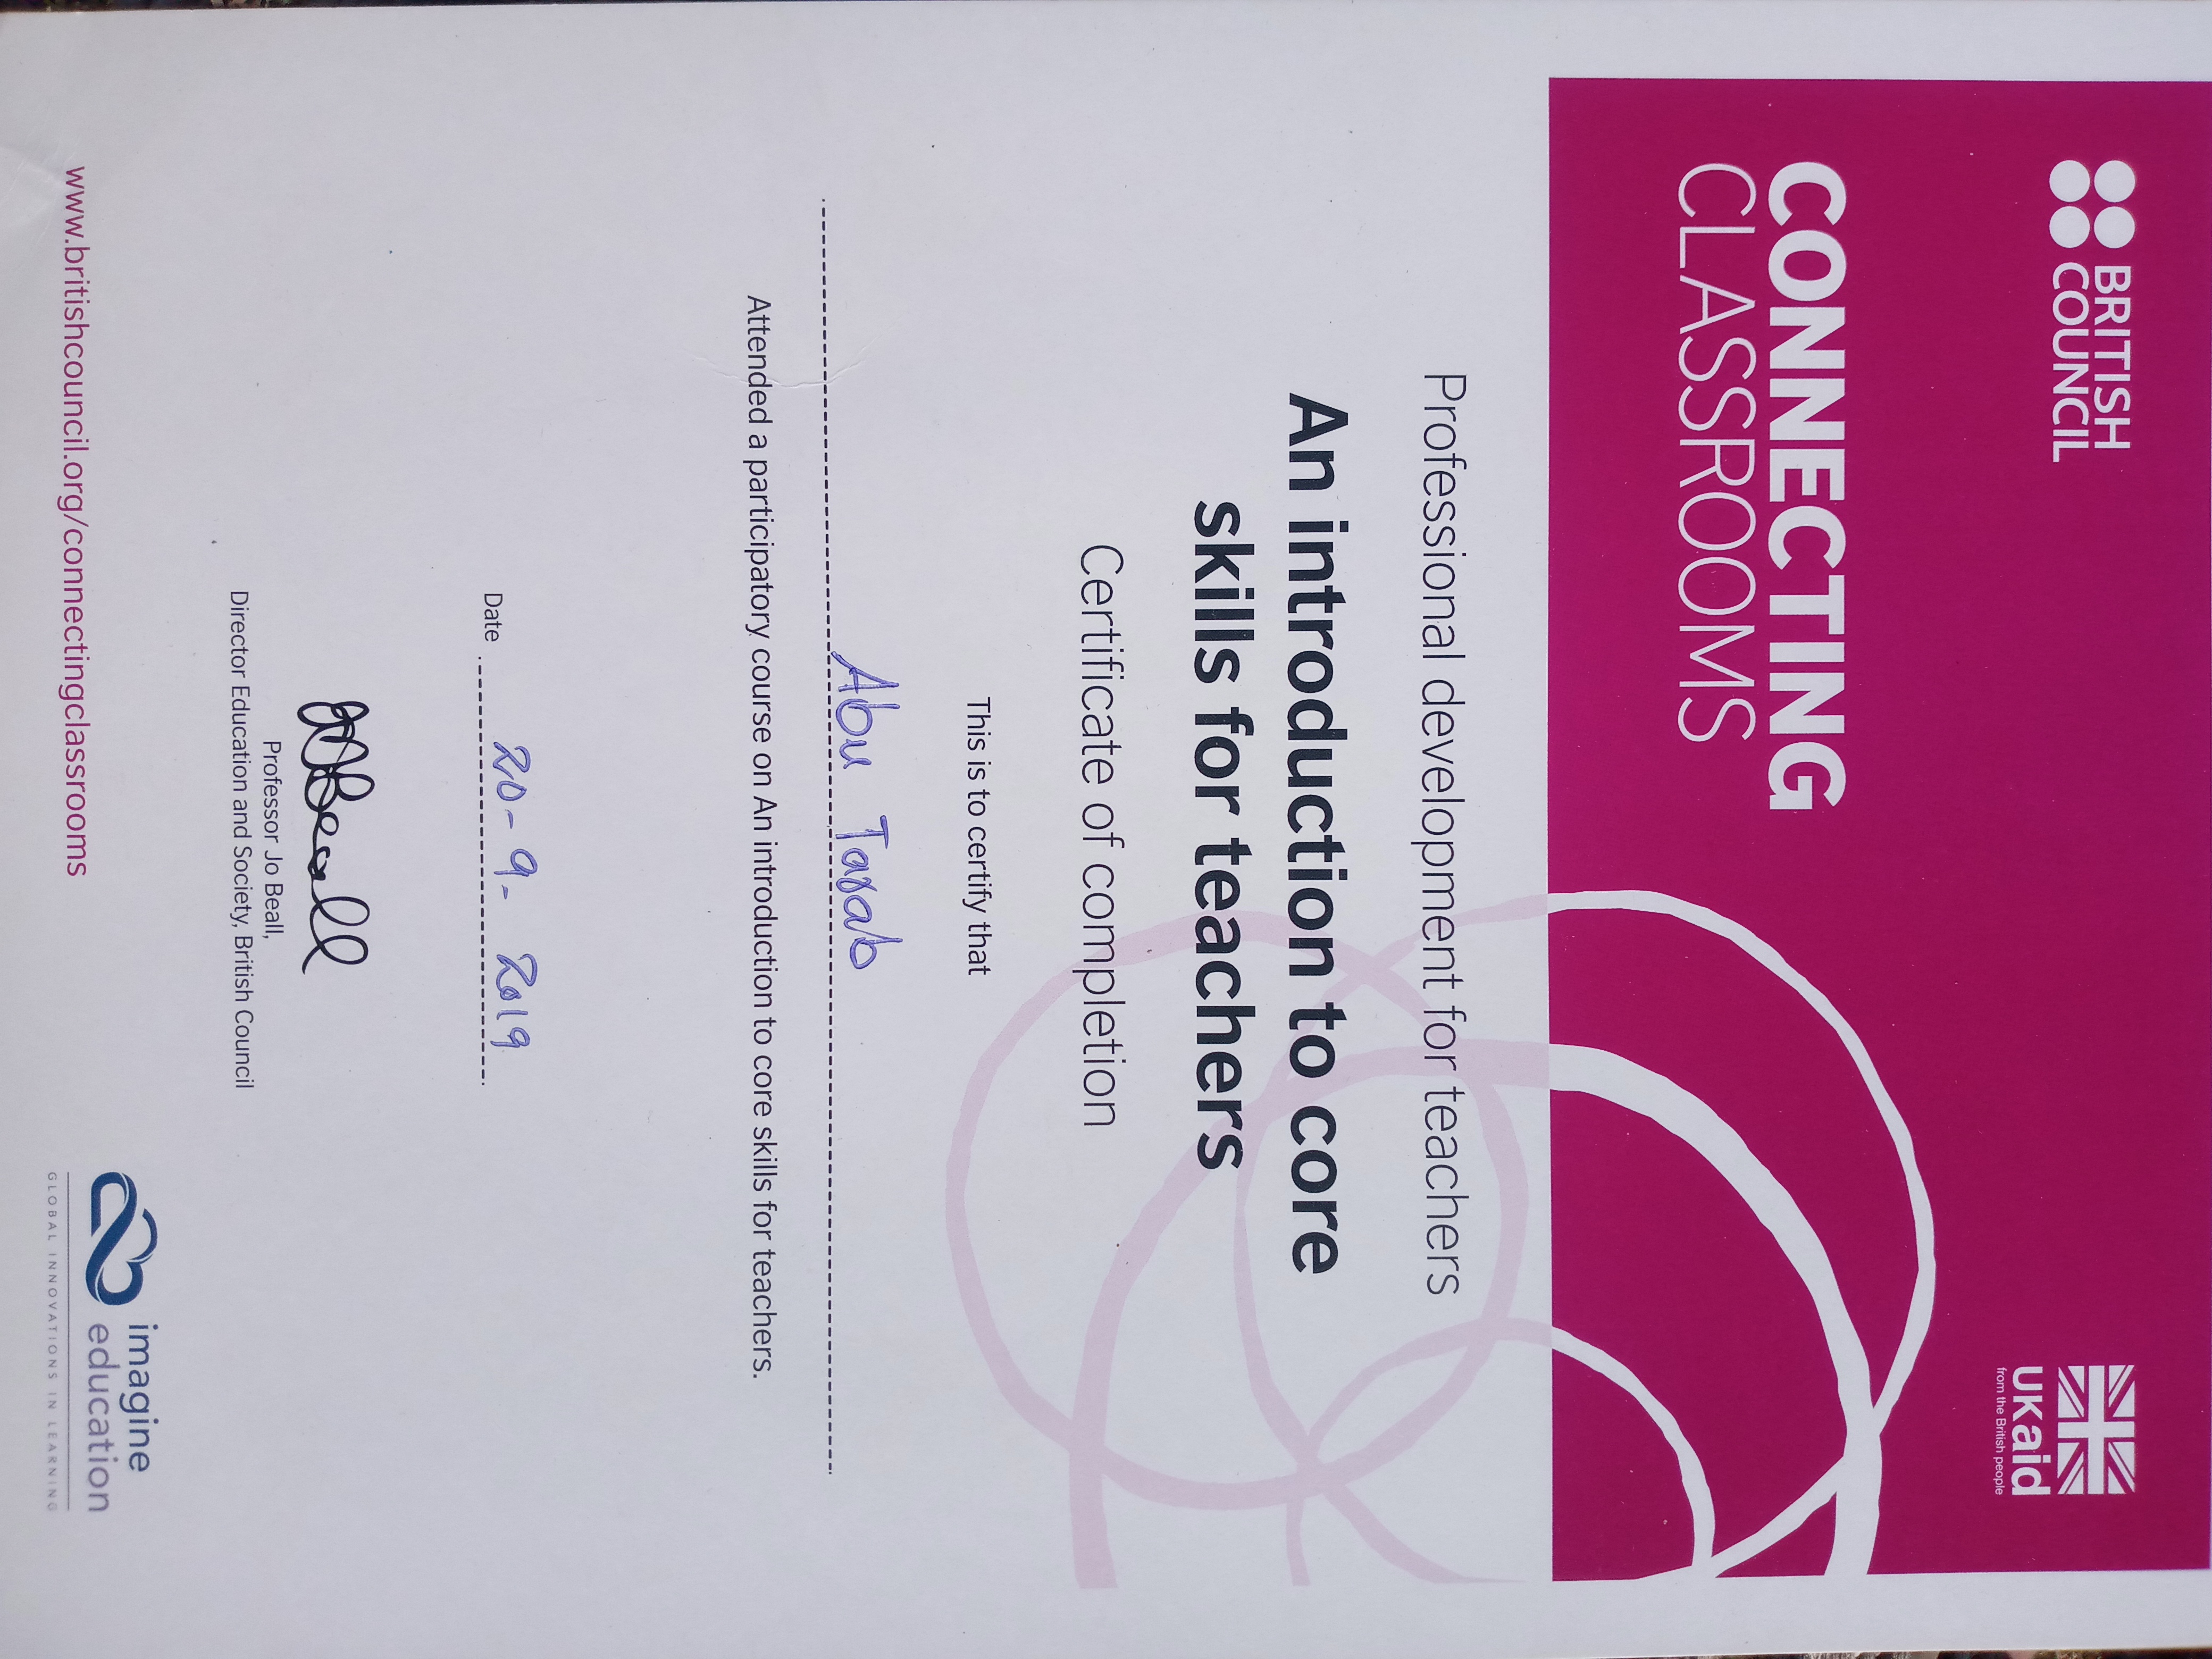 BRITISH
COUNCIL
UKaid
from the British people
CONNECTING
CLASSROOMS
Professional development for teachers
An introduction to core
skills for teachers
Certificate of completion
This is to certify that
Abu Tarab
Attended a participatory course on An introduction to core skills for teachers.
Date 20-9-2019
JDBeall
Professor Jo Beall,
Director Education and Society, British Council
www.britishcouncil.org/connectingclassrooms
imagine
education
GLOBAL INNOVATIONS IN LEARNING